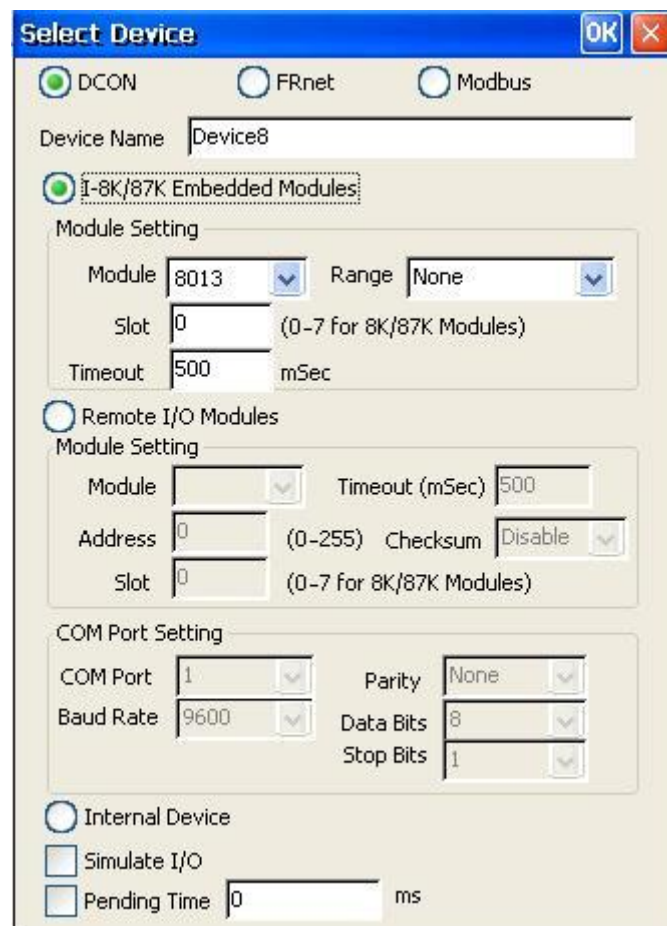 Select Device OK
DCON FRnet Modbus
Device Name Device8
I-8K/87K Embedded Modules
Module Setting
Module 8013 Range None
Slot 0 (0-7 for 8K/87K Modules)
Timeout 500 mSec
Remote I/O Modules
Module Setting
Module Timeout (mSec) 500
Address 0 (0-255) Checksum Disable
Slot 0 (0-7 for 8K/87K Modules)
COM Port Setting
COM Port 1 Parity None
Baud Rate 9600 Data Bits 8
Stop Bits 1
Internal Device
Simulate I/O
Pending Time 0 ms